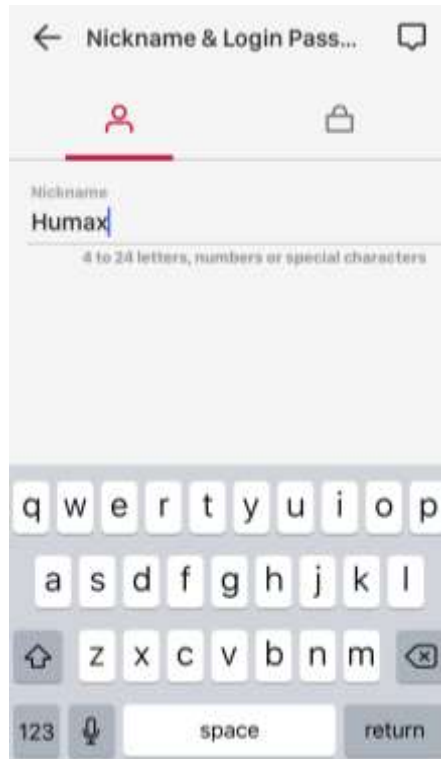 Nickname & Login Pass...
Nickname
Humax
4 to 24 letters, numbers or special characters
q w e r t y u i o p
a s d f g h j k l
z x c v b n m
123 space return